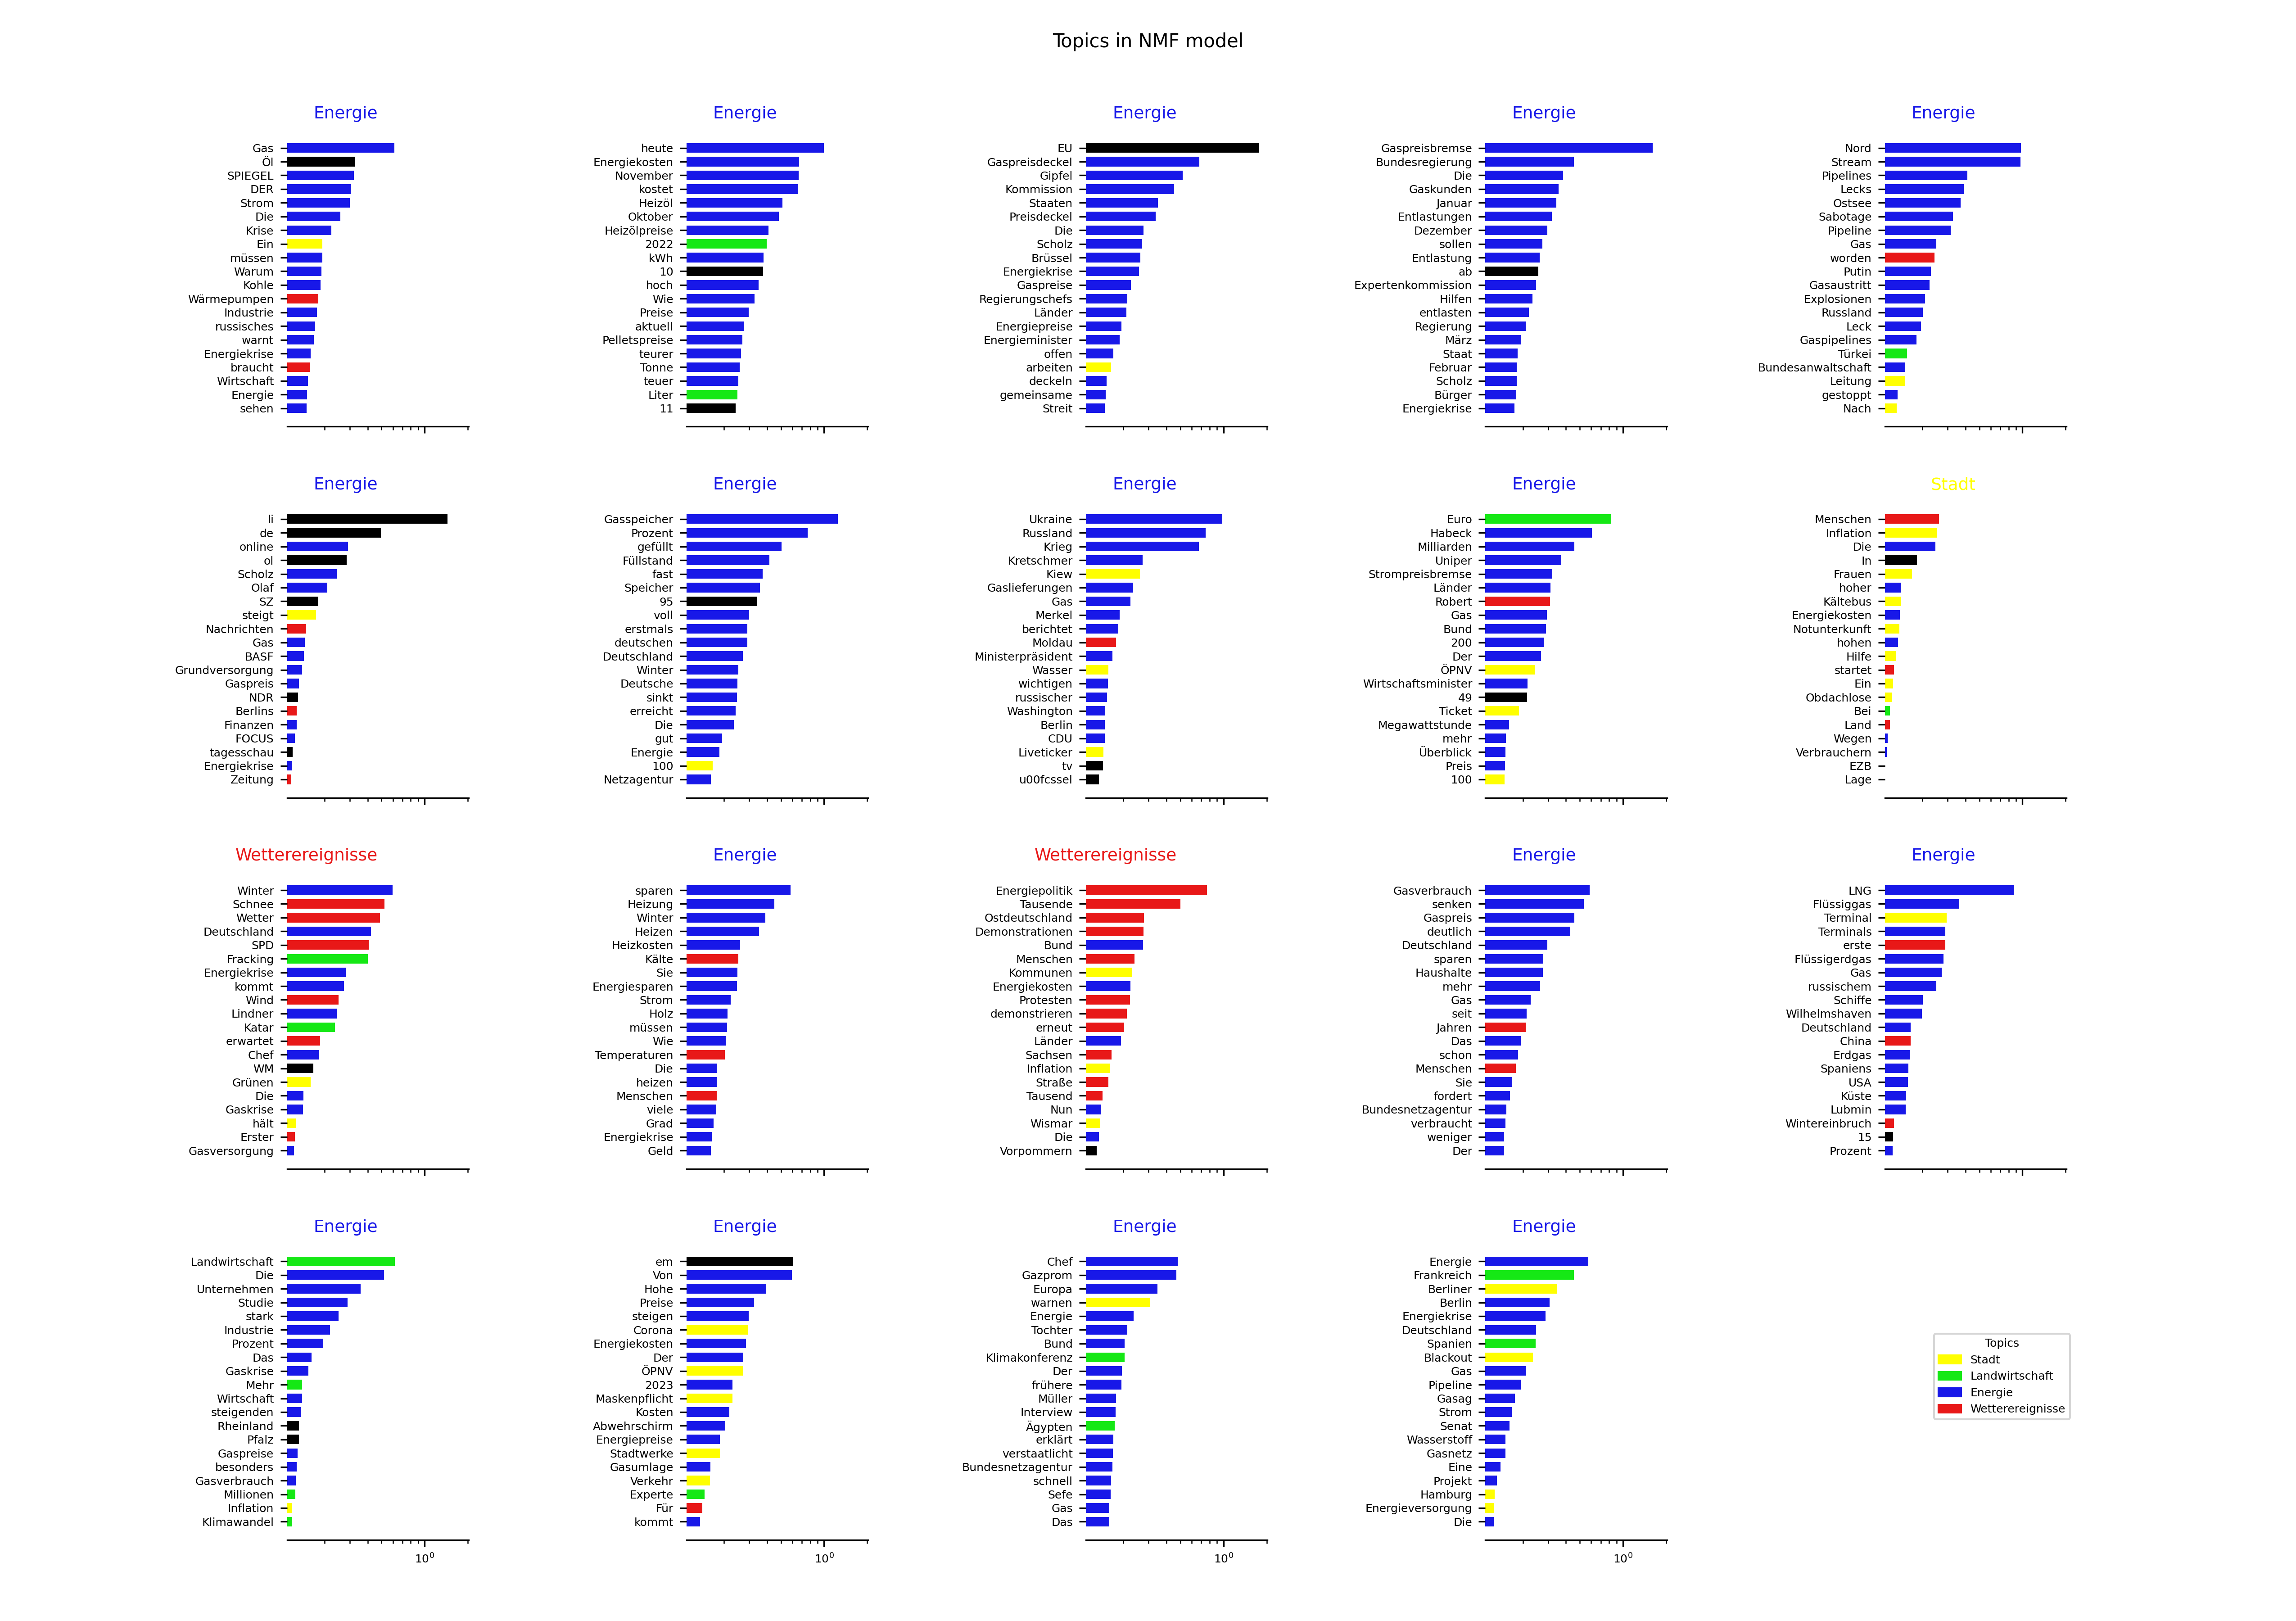 Topics in NMF model
Energie
Gas
Öl
SPIEGEL
DER
Strom
Die
Krise
Ein
müssen
Warum
Kohle
Wärmepumpen
Industrie
russisches
warnt
Energiekrise
braucht
Wirtschaft
Energie
sehen
Energie
heute
Energiekosten
November
kostet
Heizöl
Oktober
Heizölpreise
2022
kWh
10
hoch
Wie
Preise
aktuell
Pelletspreise
teurer
Tonne
teuer
Liter
11
Energie
EU
Gaspreisdeckel
Gipfel
Kommission
Staaten
Preisdeckel
Die
Scholz
Brüssel
Energiekrise
Gaspreise
Regierungschefs
Länder
Energiepreise
Energieminister
offen
arbeiten
deckeln
gemeinsame
Streit
Energie
Gaspreisbremse
Bundesregierung
Die
Gaskunden
Januar
Entlastungen
Dezember
sollen
Entlastung
ab
Expertenkommission
Hilfen
entlasten
Regierung
März
Staat
Februar
Scholz
Bürger
Energiekrise
Energie
Nord
Stream
Pipelines
Lecks
Ostsee
Sabotage
Pipeline
Gas
worden
Putin
Gasaustritt
Explosionen
Russland
Leck
Gaspipelines
Türkei
Bundesanwaltschaft
Leitung
gestoppt
Nach
Energie
li
de
online
ol
Scholz
Olaf
SZ
steigt
Nachrichten
Gas
BASF
Grundversorgung
Gaspreis
NDR
Berlins
Finanzen
FOCUS
tagesschau
Energiekrise
Zeitung
Energie
Gasspeicher
Prozent
gefüllt
Füllstand
fast
Speicher
95
voll
erstmals
deutschen
Deutschland
Winter
Deutsche
sinkt
erreicht
Die
gut
Energie
100
Netzagentur
Energie
Ukraine
Russland
Krieg
Kretschmer
Kiew
Gaslieferungen
Gas
Merkel
berichtet
Moldau
Ministerpräsident
Wasser
wichtigen
russischer
Washington
Berlin
CDU
Liveticker
tv
u00fcssel
Energie
Euro
Habeck
Milliarden
Uniper
Strompreisbremse
Länder
Robert
Gas
Bund
200
Der
ÖPNV
Wirtschaftsminister
49
Ticket
Megawattstunde
mehr
Überblick
Preis
100
Stadt
Menschen
Inflation
Die
In
Frauen
hoher
Kältebus
Energiekosten
Notunterkunft
hohen
Hilfe
startet
Ein
Obdachlose
Bei
Land
Wegen
Verbrauchern
EZB
Lage
Wetterereignisse
Winter
Schnee
Wetter
Deutschland
SPD
Fracking
Energiekrise
kommt
Wind
Lindner
Katar
erwartet
Chef
WM
Grünen
Die
Gaskrise
hält
Erster
Gasversorgung
Energie
sparen
Heizung
Winter
Heizen
Heizkosten
Kälte
Sie
Energiesparen
Strom
Holz
müssen
Wie
Temperaturen
Die
heizen
Menschen
viele
Grad
Energiekrise
Geld
Wetterereignisse
Energiepolitik
Tausende
Ostdeutschland
Demonstrationen
Bund
Menschen
Kommunen
Energiekosten
Protesten
demonstrieren
erneut
Länder
Sachsen
Inflation
Straße
Tausend
Nun
Wismar
Die
Vorpommern
Energie
Gasverbrauch
senken
Gaspreis
deutlich
Deutschland
sparen
Haushalte
mehr
Gas
seit
Jahren
Das
schon
Menschen
Sie
fordert
Bundesnetzagentur
verbraucht
weniger
Der
Energie
LNG
Flüssiggas
Terminal
Terminals
erste
Flüssigerdgas
Gas
russischem
Schiffe
Wilhelmshaven
Deutschland
China
Erdgas
Spaniens
USA
Küste
Lubmin
Wintereinbruch
15
Prozent
Energie
Landwirtschaft
Die
Unternehmen
Studie
stark
Industrie
Prozent
Das
Gaskrise
Mehr
Wirtschaft
steigenden
Rheinland
Pfalz
Gaspreise
besonders
Gasverbrauch
Millionen
Inflation
Klimawandel
10⁰
Energie
em
Von
Hohe
Preise
steigen
Corona
Energiekosten
Der
ÖPNV
2023
Maskenpflicht
Kosten
Abwehrschirm
Energiepreise
Stadtwerke
Gasumlage
Verkehr
Experte
Für
kommt
10⁰
Energie
Chef
Gazprom
Europa
warnen
Energie
Tochter
Bund
Klimakonferenz
Der
frühere
Müller
Interview
Ägypten
erklärt
verstaatlicht
Bundesnetzagentur
schnell
Sefe
Gas
Das
10⁰
Energie
Energie
Frankreich
Berliner
Berlin
Energiekrise
Deutschland
Spanien
Blackout
Gas
Pipeline
Gasag
Strom
Senat
Wasserstoff
Gasnetz
Eine
Projekt
Hamburg
Energieversorgung
Die
10⁰
Topics
Stadt
Landwirtschaft
Energie
Wetterereignisse